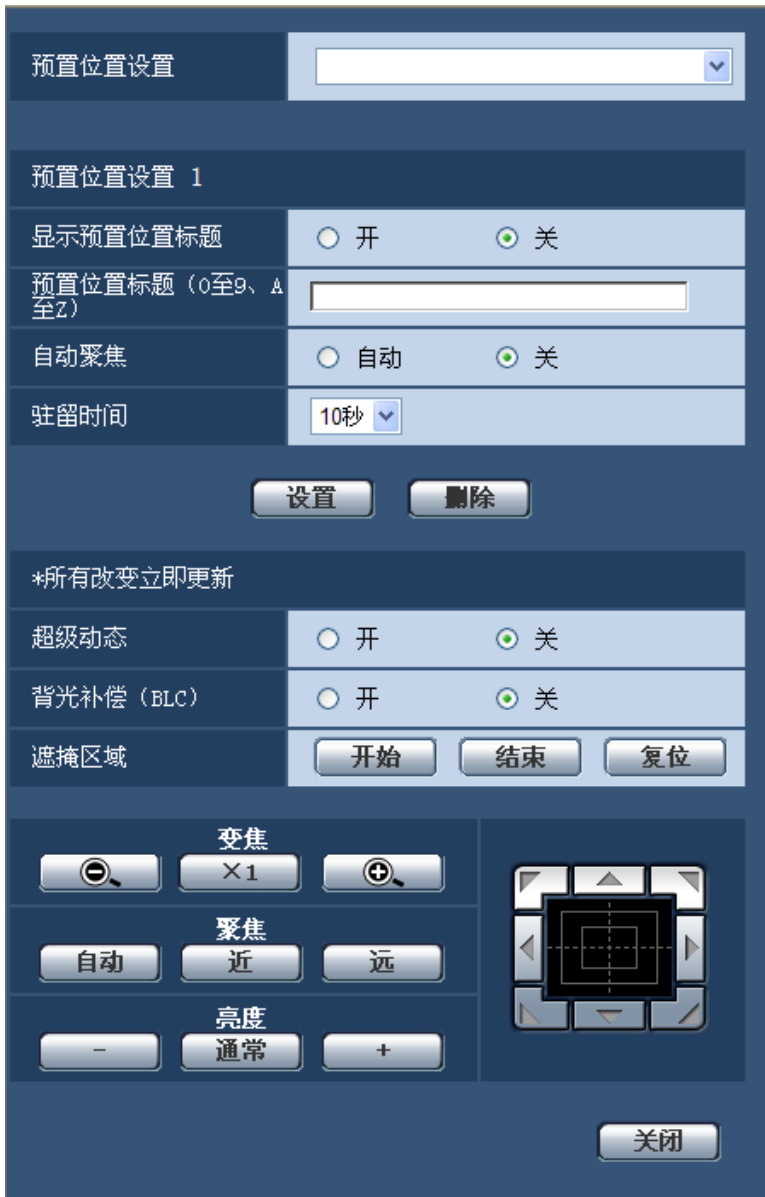 预置位置设置
预置位置设置 1
显示预置位置标题
开 关
预置位置标题（0至9、A
至Z）
自动聚焦
自动 关
驻留时间
10秒
设置 删除
*所有改变立即更新
超级动态
开 关
背光补偿（BLC）
开 关
遮掩区域
开始 结束 复位
变焦
×1
聚焦
自动 近 远
亮度
- 通常 +
关闭